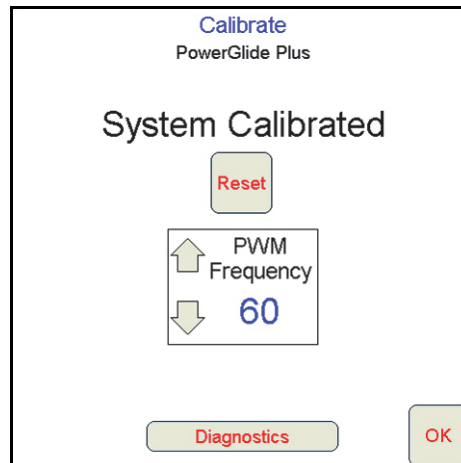 Calibrate
PowerGlide Plus
System Calibrated
Reset
PWM
Frequency
60
Diagnostics
OK